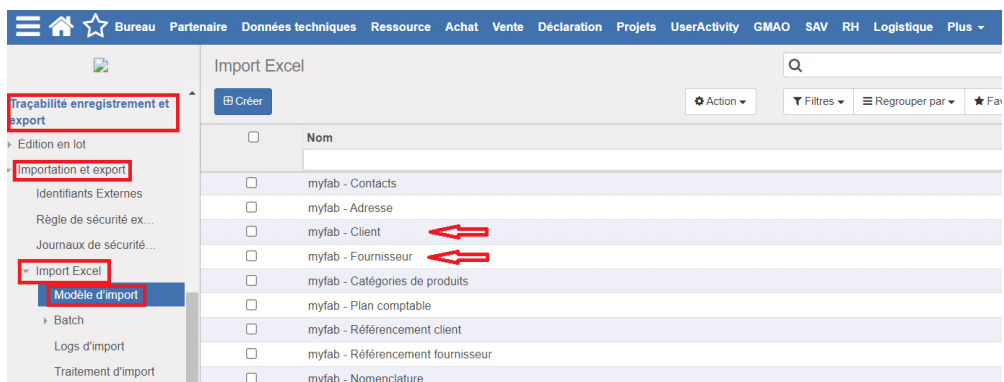 Bureau Partenaire Données techniques Ressource Achat Vente Déclaration Projets UserActivity GMAO SAV RH Logistique Plus
Import Excel
Créer
Action
Filtres
Regrouper par
Fav
Traçabilité enregistrement et
export
Édition en lot
Importation et export
Identifiants Externes
Règle de sécurité ex...
Journaux de sécurité...
Import Excel
Modèle d'import
Batch
Logs d'import
Traitement d'import
Nom
myfab - Contacts
myfab - Adresse
myfab - Client
myfab - Fournisseur
myfab - Catégories de produits
myfab - Plan comptable
myfab - Référencement client
myfab - Référencement fournisseur
myfab - Nomenclature